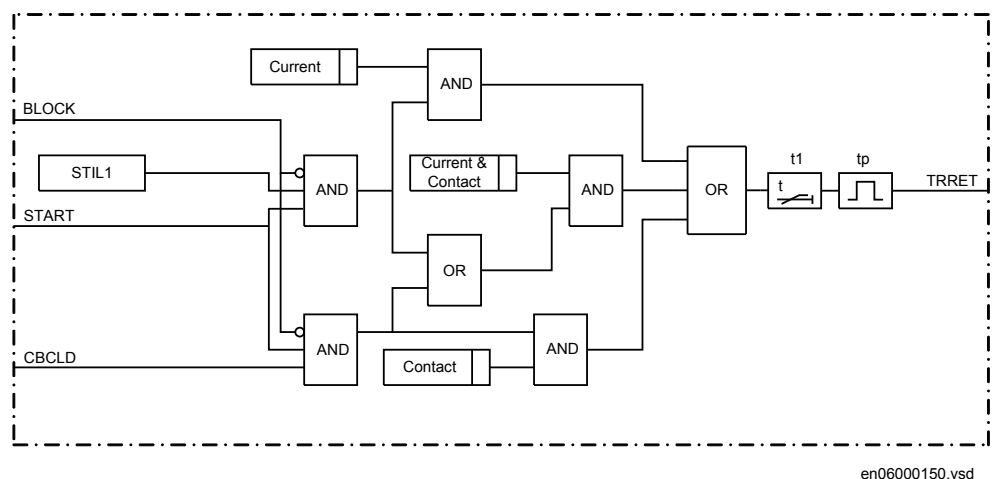 Current
AND
BLOCK
STIL1
AND
Current &
Contact
AND
OR
t1
tp
t
TRRET
START
OR
AND
AND
CBCLD
Contact
en06000150.vsd